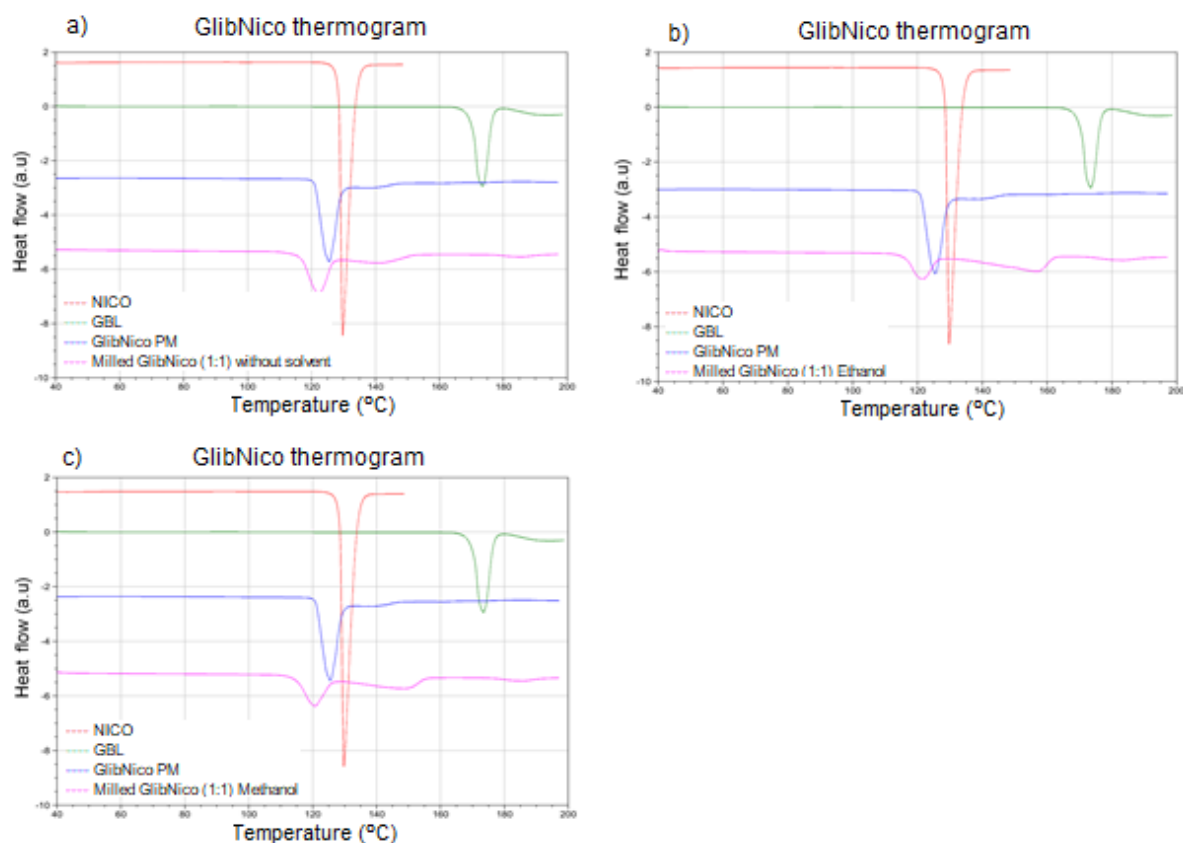 a)
GlibNico thermogram
2
0
-2
-4
-6
-8
-10
Heat flow (a.u)
NICO
GBL
GlibNico PM
Milled GlibNico (1:1) without solvent
40 60 80 100 120 140 160 180 200
Temperature (ºC)
b)
GlibNico thermogram
2
0
-2
-4
-6
-8
-10
Heat flow (a.u)
NICO
GBL
GlibNico PM
Milled GlibNico (1:1) Ethanol
40 60 80 100 120 140 160 180 200
Temperature (ºC)
c)
GlibNico thermogram
2
0
-2
-4
-6
-8
-10
Heat flow (a.u)
NICO
GBL
GlibNico PM
Milled GlibNico (1:1) Methanol
40 60 80 100 120 140 160 180 200
Temperature (ºC)